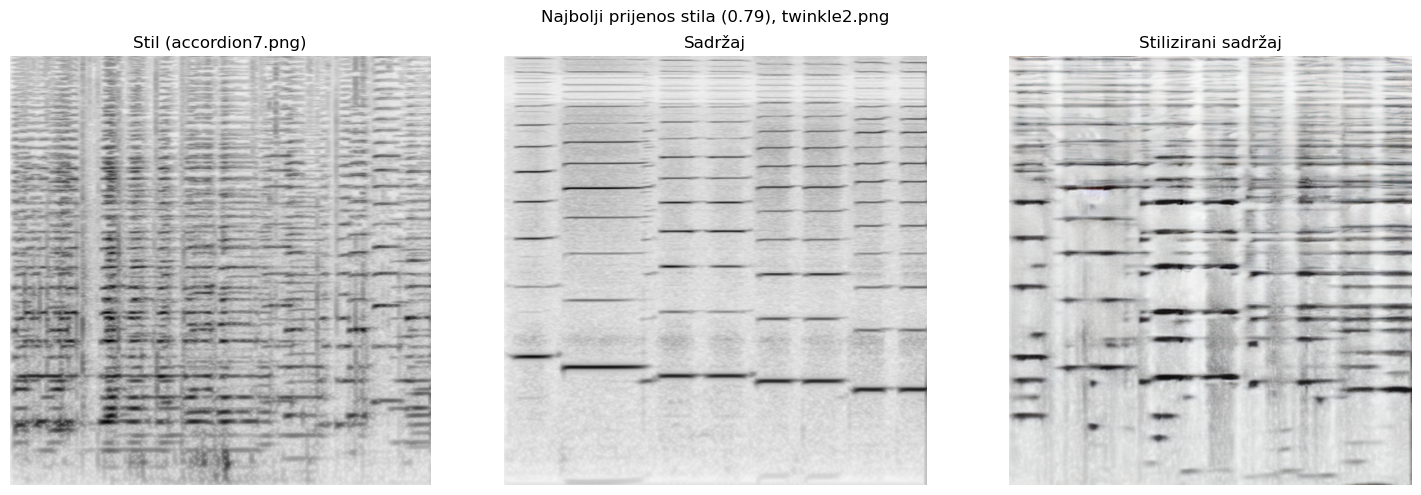 Najbolji prijenos stila (0.79), twinkle2.png
Stil (accordion7.png)
Sadržaj
Stilizirani sadržaj